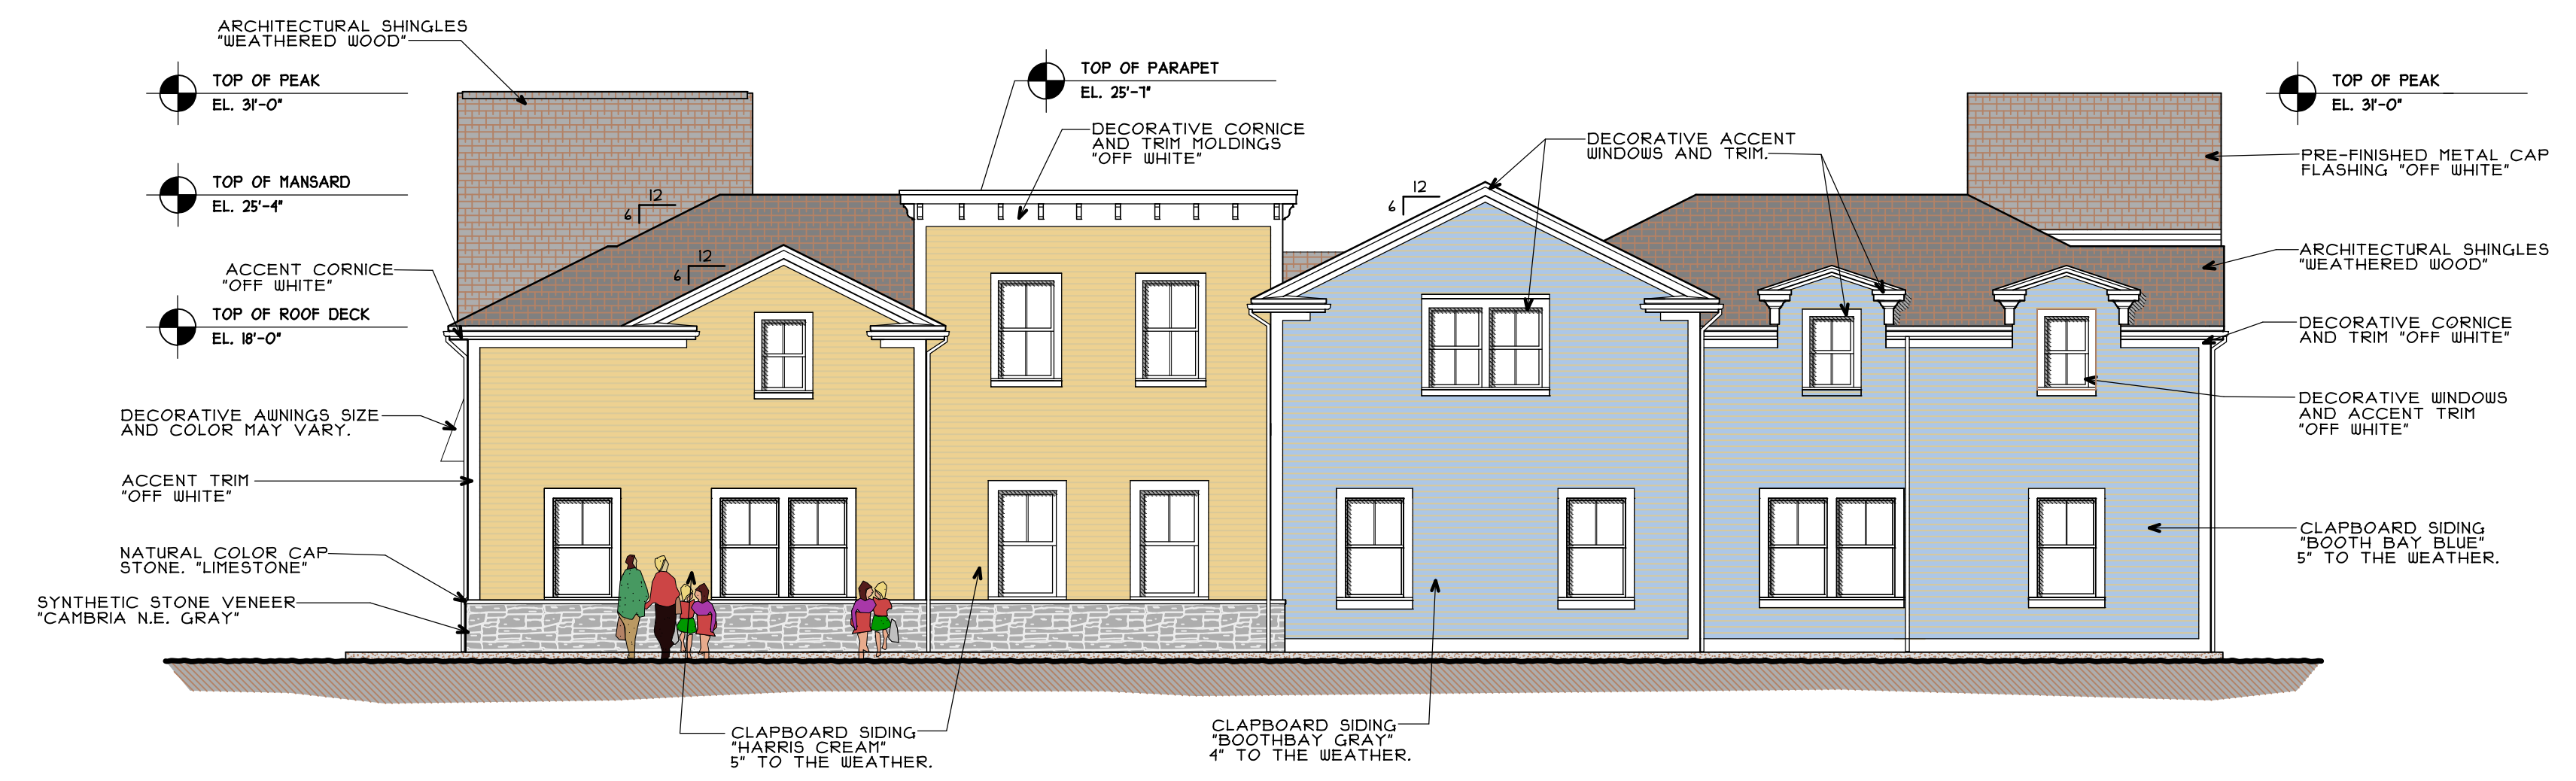 ARCHITECTURAL SHINGLES
"WEATHERED WOOD"
TOP OF PEAK
EL. 31'-0"
TOP OF MANSARD
EL. 25'-4"
ACCENT CORNICE
"OFF WHITE"
TOP OF ROOF DECK
EL. 18'-0"
DECORATIVE AWNINGS SIZE
AND COLOR MAY VARY.
ACCENT TRIM
"OFF WHITE"
NATURAL COLOR CAP
STONE. "LIMESTONE"
SYNTHETIC STONE VENEER
"CAMBRIA N.E. GRAY"
12
6
12
6
TOP OF PARAPET
EL. 25'-7"
DECORATIVE CORNICE
AND TRIM MOLDINGS
"OFF WHITE"
12
6
DECORATIVE ACCENT
WINDOWS AND TRIM.
TOP OF PEAK
EL. 31'-0"
PRE-FINISHED METAL CAP
FLASHING "OFF WHITE"
ARCHITECTURAL SHINGLES
"WEATHERED WOOD"
DECORATIVE CORNICE
AND TRIM "OFF WHITE"
DECORATIVE WINDOWS
AND ACCENT TRIM
"OFF WHITE"
CLAPBOARD SIDING
"BOOTH BAY BLUE"
5" TO THE WEATHER.
CLAPBOARD SIDING
"HARRIS CREAM"
5" TO THE WEATHER.
CLAPBOARD SIDING
"BOOTHBAY GRAY"
4" TO THE WEATHER.